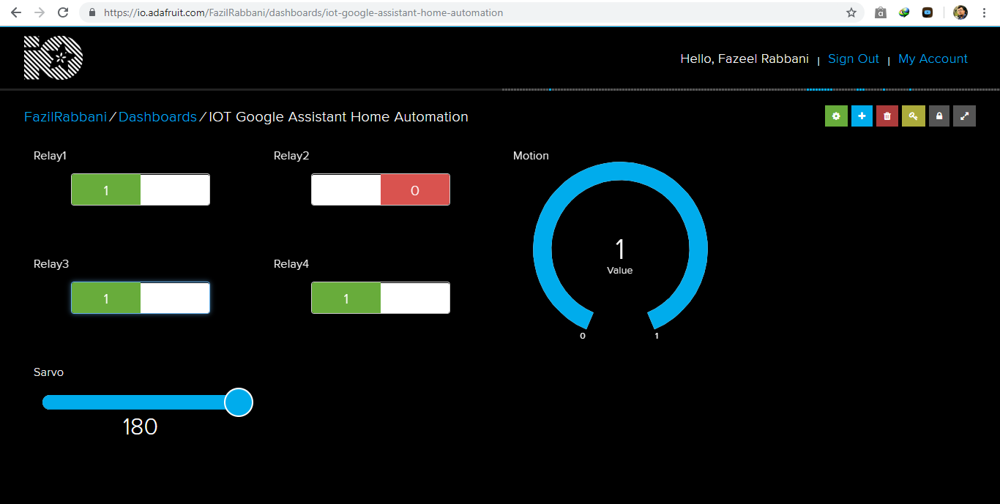 https://io.adafruit.com/FazilRabbani/dashboards/iot-google-assistant-home-automation
iO
Hello, Fazeel Rabbani | Sign Out | My Account
FazilRabbani / Dashboards / IOT Google Assistant Home Automation
Relay1
Relay2
Motion
1
0
1
Value
0
1
Relay3
Relay4
1
1
Sarvo
180